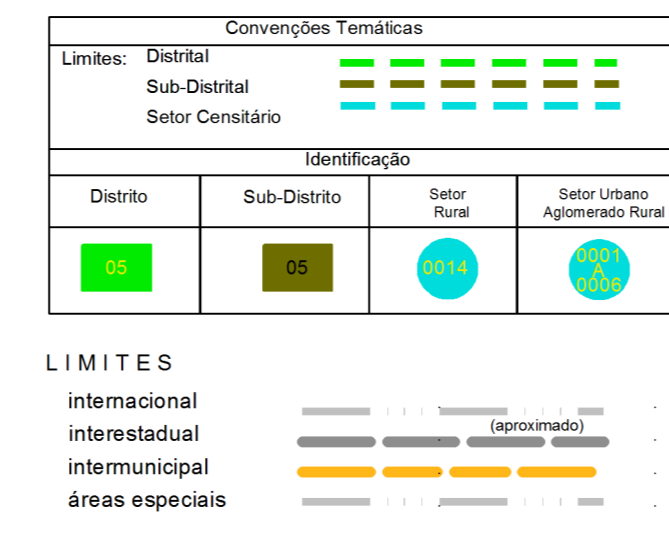 Convenções Temáticas
Limites: Distrital
Sub-Distrital
Setor Censitário
Identificação
Distrito
Sub-Distrito
Setor
Rural
Setor Urbano
Aglomerado Rural
05
05
0014
0001
A
0006
LIMITES
internacional
interestadual
(aproximado)
intermunicipal
áreas especiais